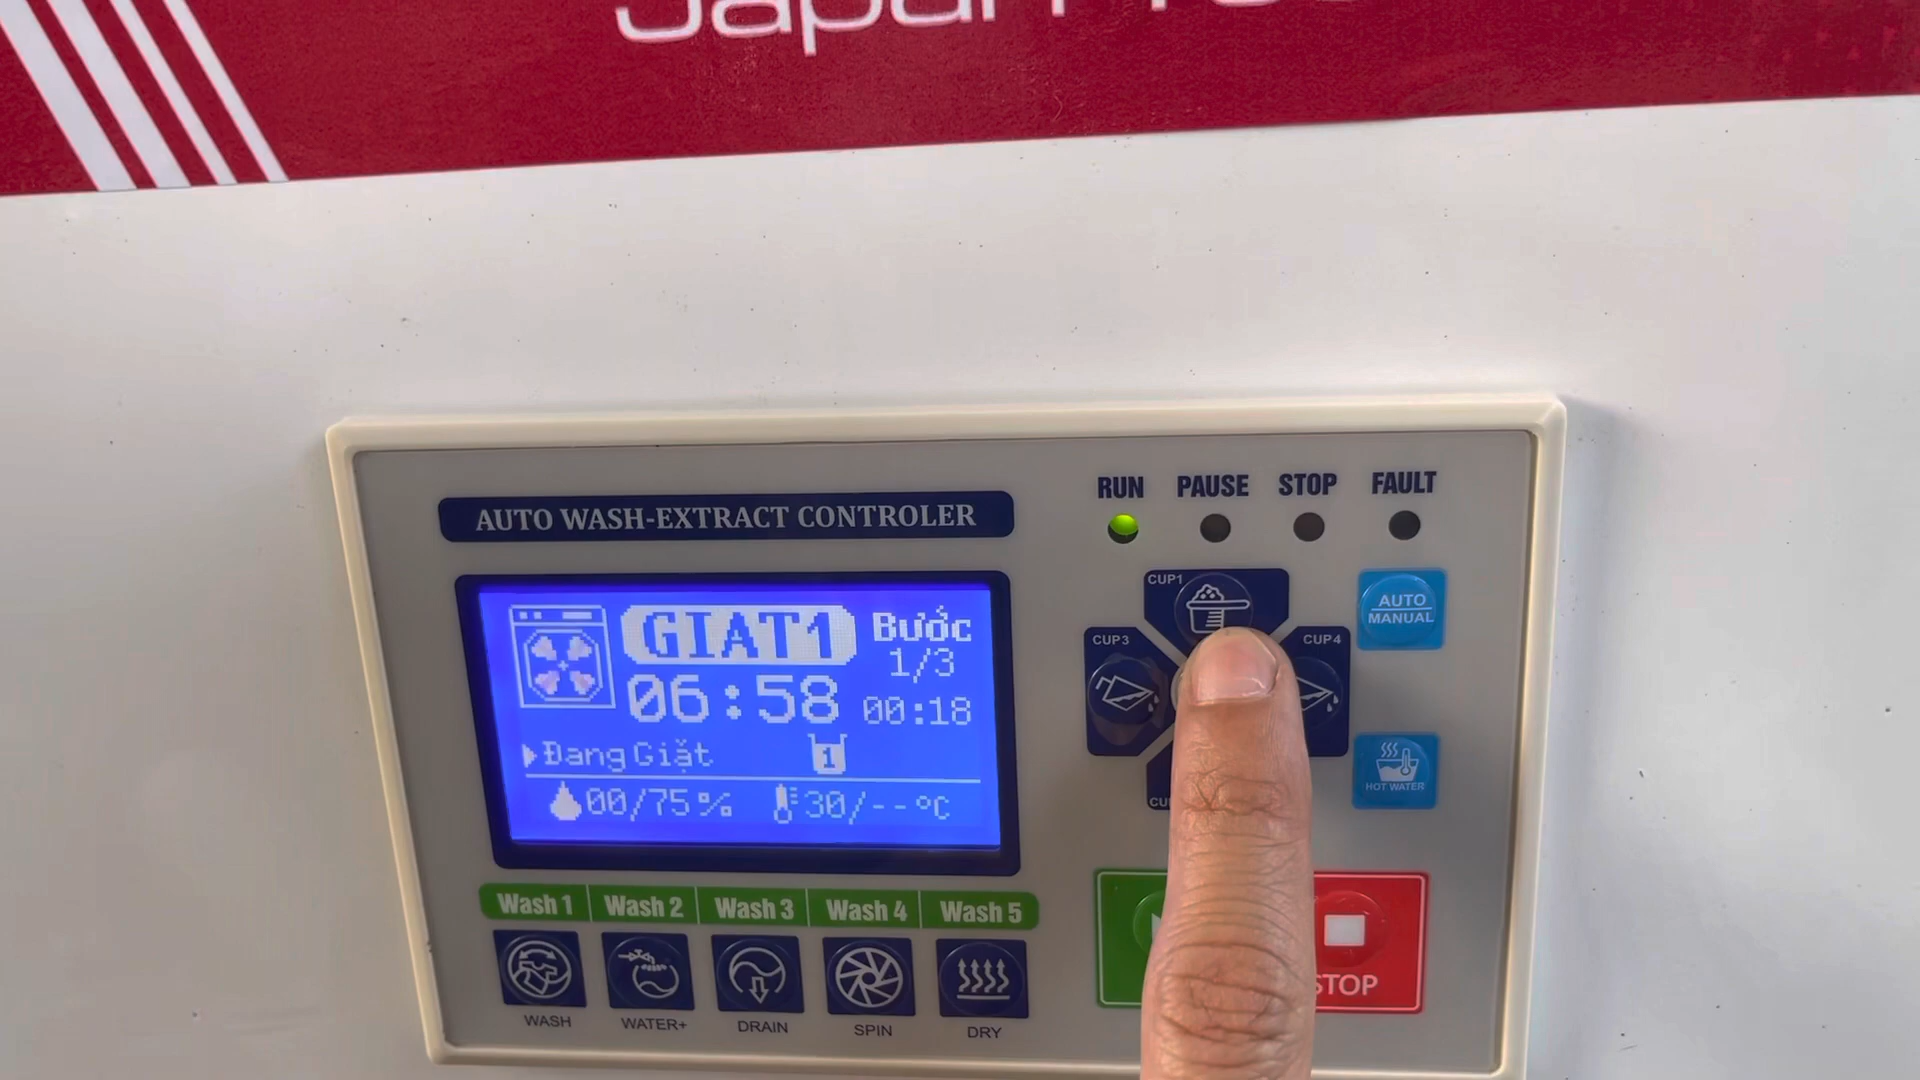 Japan
RUN PAUSE STOP FAULT
AUTO WASH-EXTRACT CONTROLER
CUP1
AUTO
MANUAL
CUP3
CUP4
GIAT1
Bước
1/3
06:58
00:18
Đang Giặt
1
00/75%
30/--°C
HOT WATER
Wash 1 Wash 2 Wash 3 Wash 4 Wash 5
STOP
WASH WATER+ DRAIN SPIN DRY